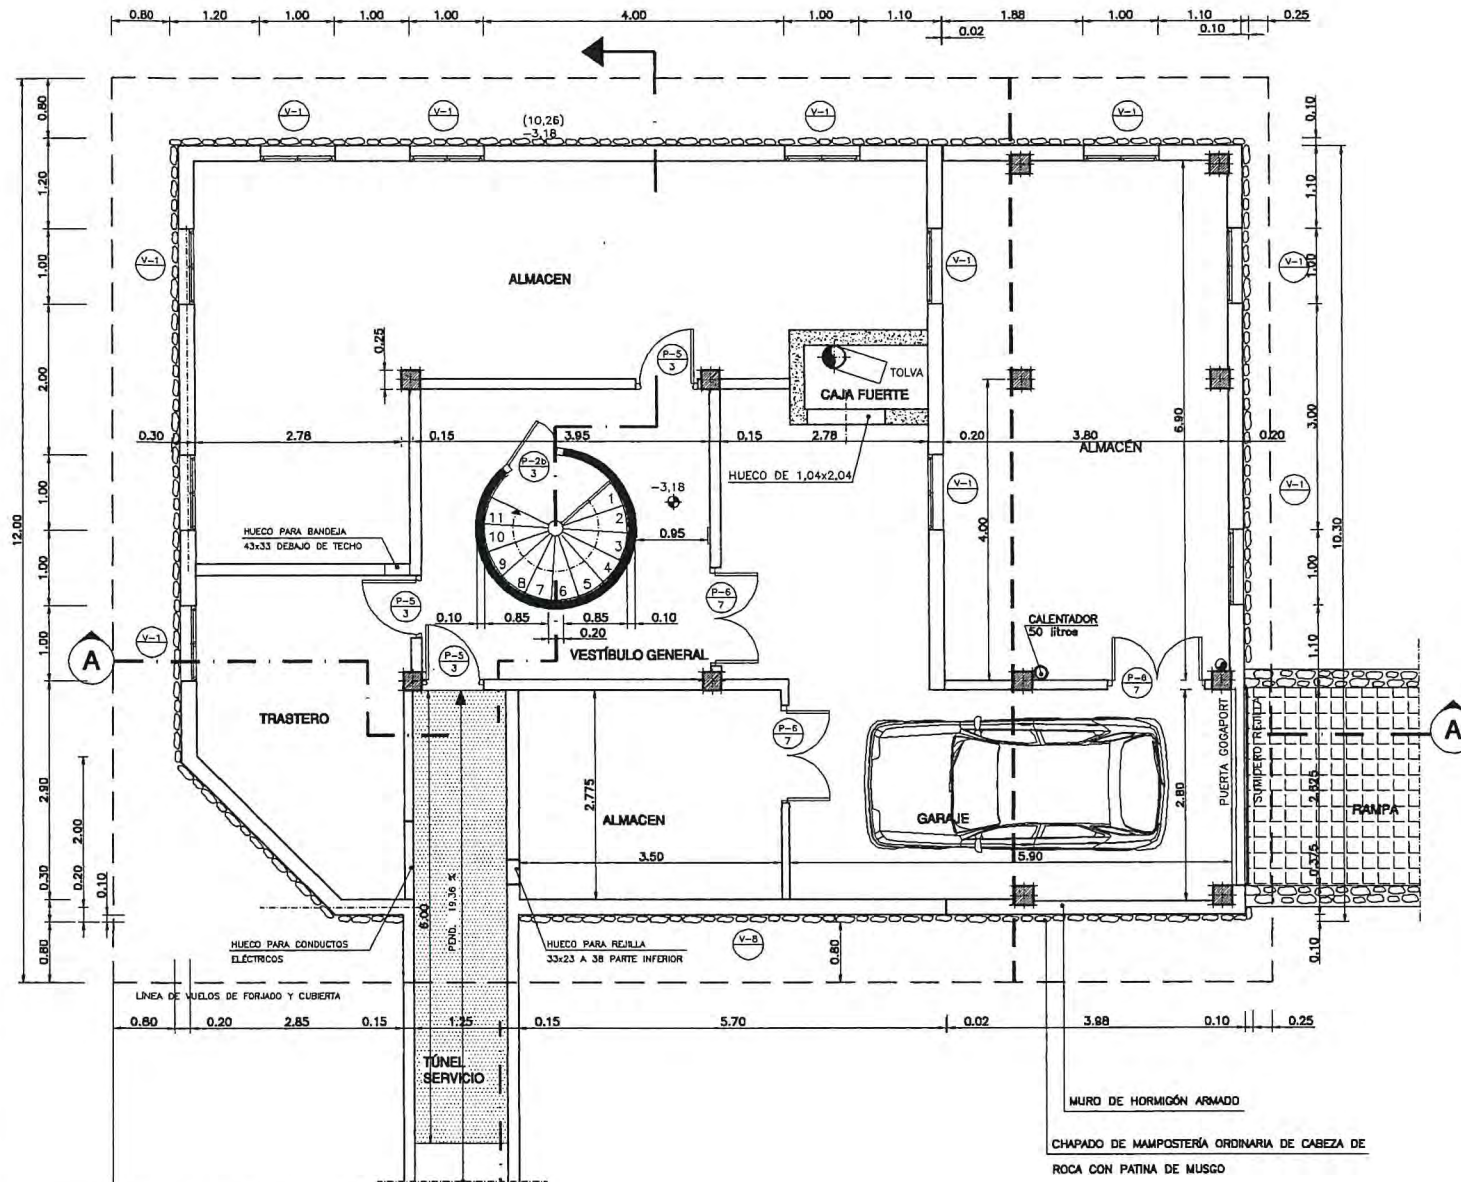 0.80 1.20 1.00 1.00 1.00 4.00 1.00 1.10 1.88 1.00 1.10 0.25
0.02 0.10
V-1 V-1 V-1 V-1
(10,26)
-3,18
0.80 0.10
1.20 1.10
V-1 V-1 V-1
1.00 1.00
ALMACEN
0.25
P-5
3
TOLVA
CAJA FUERTE
2.00 6.90 3.00
0.30 2.78 0.15 3.95 0.15 2.78 0.20 3.80 0.20
ALMACÉN
P-2b
3
HUECO DE 1,04x2,04
-3,18
V-1 V-1
1.00
1 2 3 4 5 6 7 8 9 10 11
HUECO PARA BANDEJA
43x33 DEBAJO DE TECHO
0.95
4.00
12.00 10.30
1.00 1.00
P-5
3
P-6
7
0.10 0.85 0.85 0.10
0.20
CALENTADOR
50 litros
V-1
1.00 1.10
A
P-5
3
VESTÍBULO GENERAL
P-6
7
TRASTERO
P-6
7
PUERTA GOGAPORT
SUMIDERO REJILLA
A
2.90 2.00 2.775 2.80 2.625
ALMACEN
GARAJE
RAMPA
3.50 5.90
0.30 0.20 0.10 0.375
6.00
PEND. 19,36 %
HUECO PARA CONDUCTOS
ELÉCTRICOS
HUECO PARA REJILLA
33x23 A 38 PARTE INFERIOR
V-8
0.80 0.80 0.10
LÍNEA DE VUELOS DE FORJADO Y CUBIERTA
0.80 0.20 2.85 0.15 1.25 0.15 5.70 0.02 3.98 0.10 0.25
TÚNEL
SERVICIO
MURO DE HORMIGÓN ARMADO
CHAPADO DE MAMPOSTERÍA ORDINARIA DE CABEZA DE
ROCA CON PATINA DE MUSGO